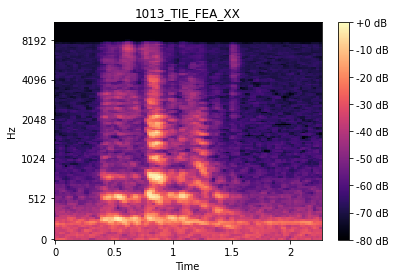 1013_TIE_FEA_XX
+0 dB
8192
-10 dB
4096
-20 dB
-30 dB
2048
Hz
-40 dB
1024
-50 dB
512
-60 dB
-70 dB
0
-80 dB
0 0.5 1 1.5 2
Time